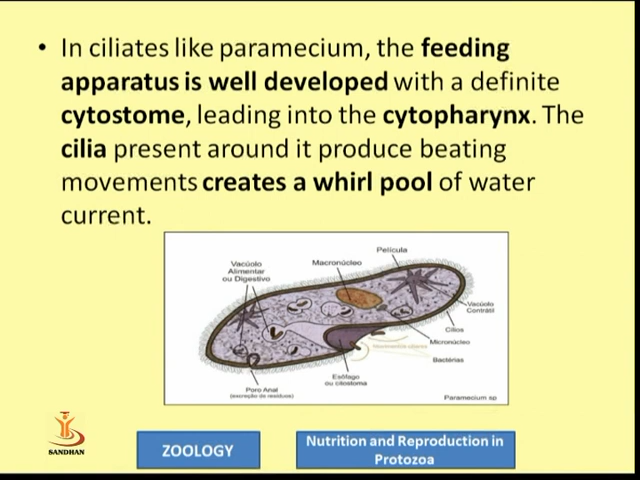 • In ciliates like paramecium, the feeding
apparatus is well developed with a definite
cytostome, leading into the cytopharynx. The
cilia present around it produce beating
movements creates a whirl pool of water
current.
Película
Vacúolo
Alimentar
ou Digestivo
Macronúcleo
Vacúolo
Contrátil
Cílios
Micronúcleo
Bactérias
Esôfago
ou citostoma
Poro Anal
(excreção de resíduos)
Paramecium sp
SANDHAN
ZOOLOGY
Nutrition and Reproduction in
Protozoa